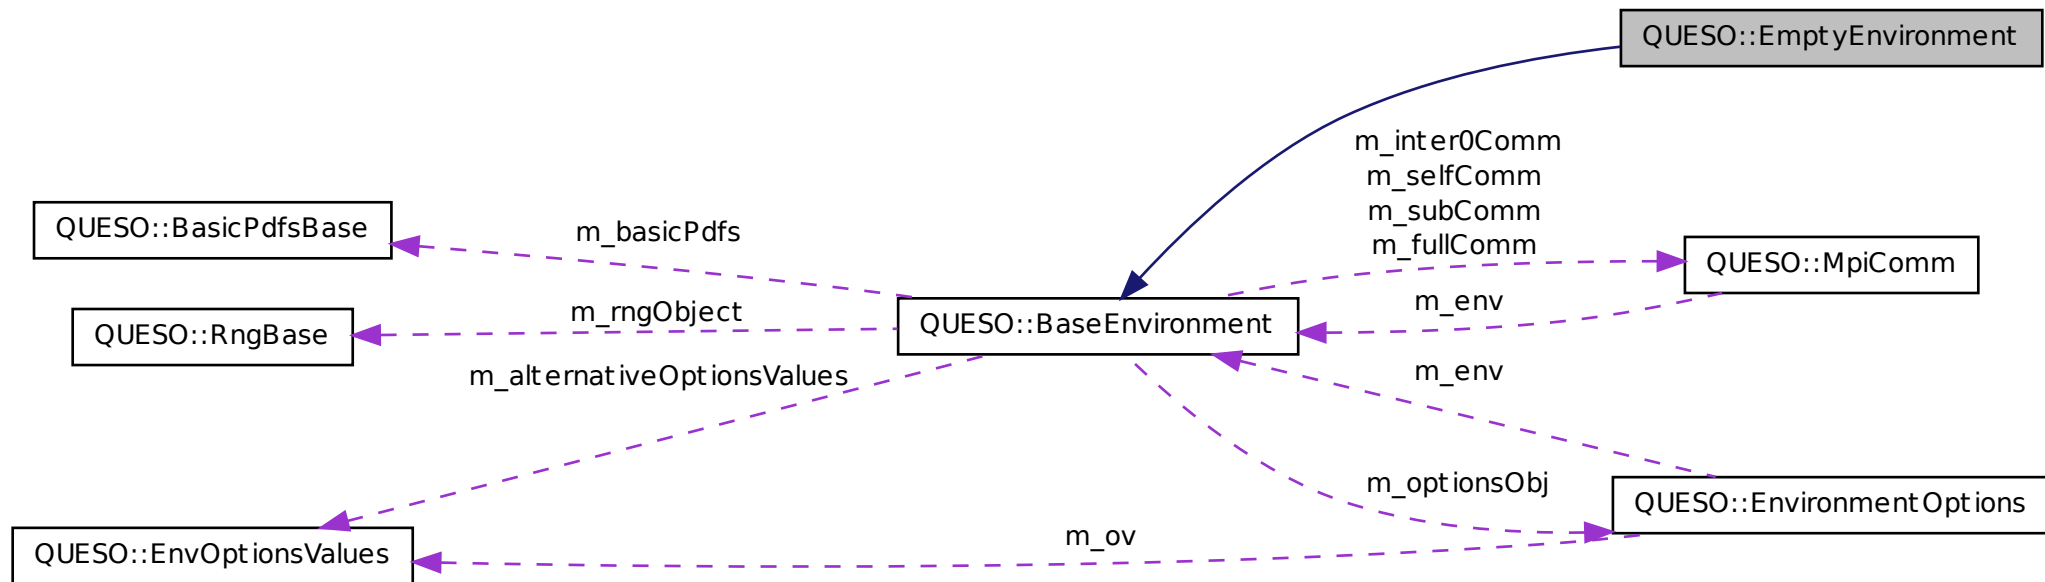 QUESO::EmptyEnvironment
m_inter0Comm
m_selfComm
m_subComm
m_fullComm
QUESO::BasicPdfsBase
m_basicPdfs
QUESO::MpiComm
m_env
QUESO::RngBase
m_rngObject
QUESO::BaseEnvironment
m_alternativeOptionsValues
m_env
m_optionsObj
QUESO::EnvironmentOptions
m_ov
QUESO::EnvOptionsValues